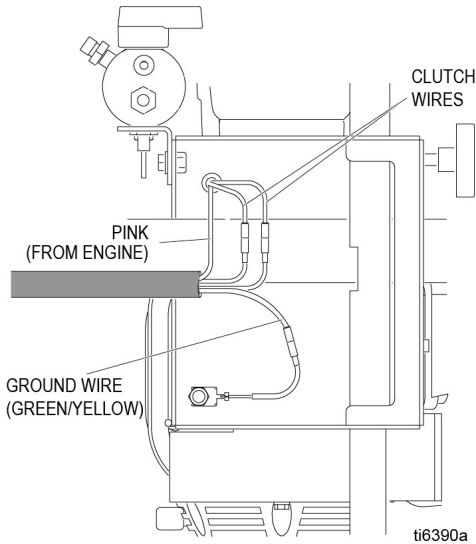 CLUTCH
WIRES
PINK
(FROM ENGINE)
GROUND WIRE
(GREEN/YELLOW)
ti6390a